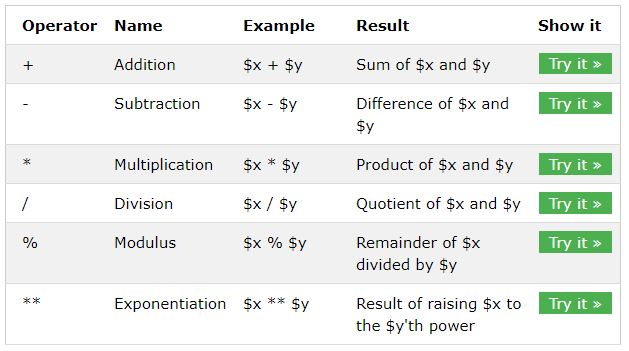 Operator Name Example Result Show it
+ Addition $x + $y Sum of $x and $y Try it »
- Subtraction $x - $y Difference of $x and Try it »
$y
* Multiplication $x * $y Product of $x and $y Try it »
/ Division $x / $y Quotient of $x and $y Try it »
% Modulus $x % $y Remainder of $x Try it »
divided by $y
** Exponentiation $x ** $y Result of raising $x to Try it »
the $y'th power